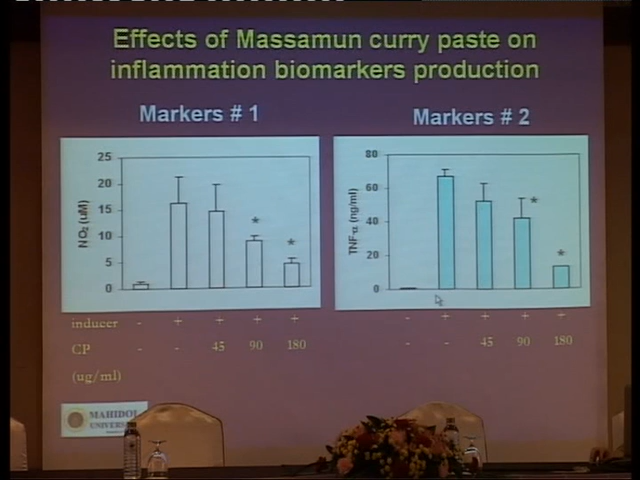 Effects of Massamun curry paste on
inflammation biomarkers production
Markers # 1
Markers # 2
NO2 (uM)
25
20
15
10
5
0
*
*
TNFα (ng/ml)
80
60
40
20
0
*
*
inducer - + + + +
CP - - 45 90 180
(ug/ml)
- + + + +
- - 45 90 180
MAHIDOL
UNIVERS